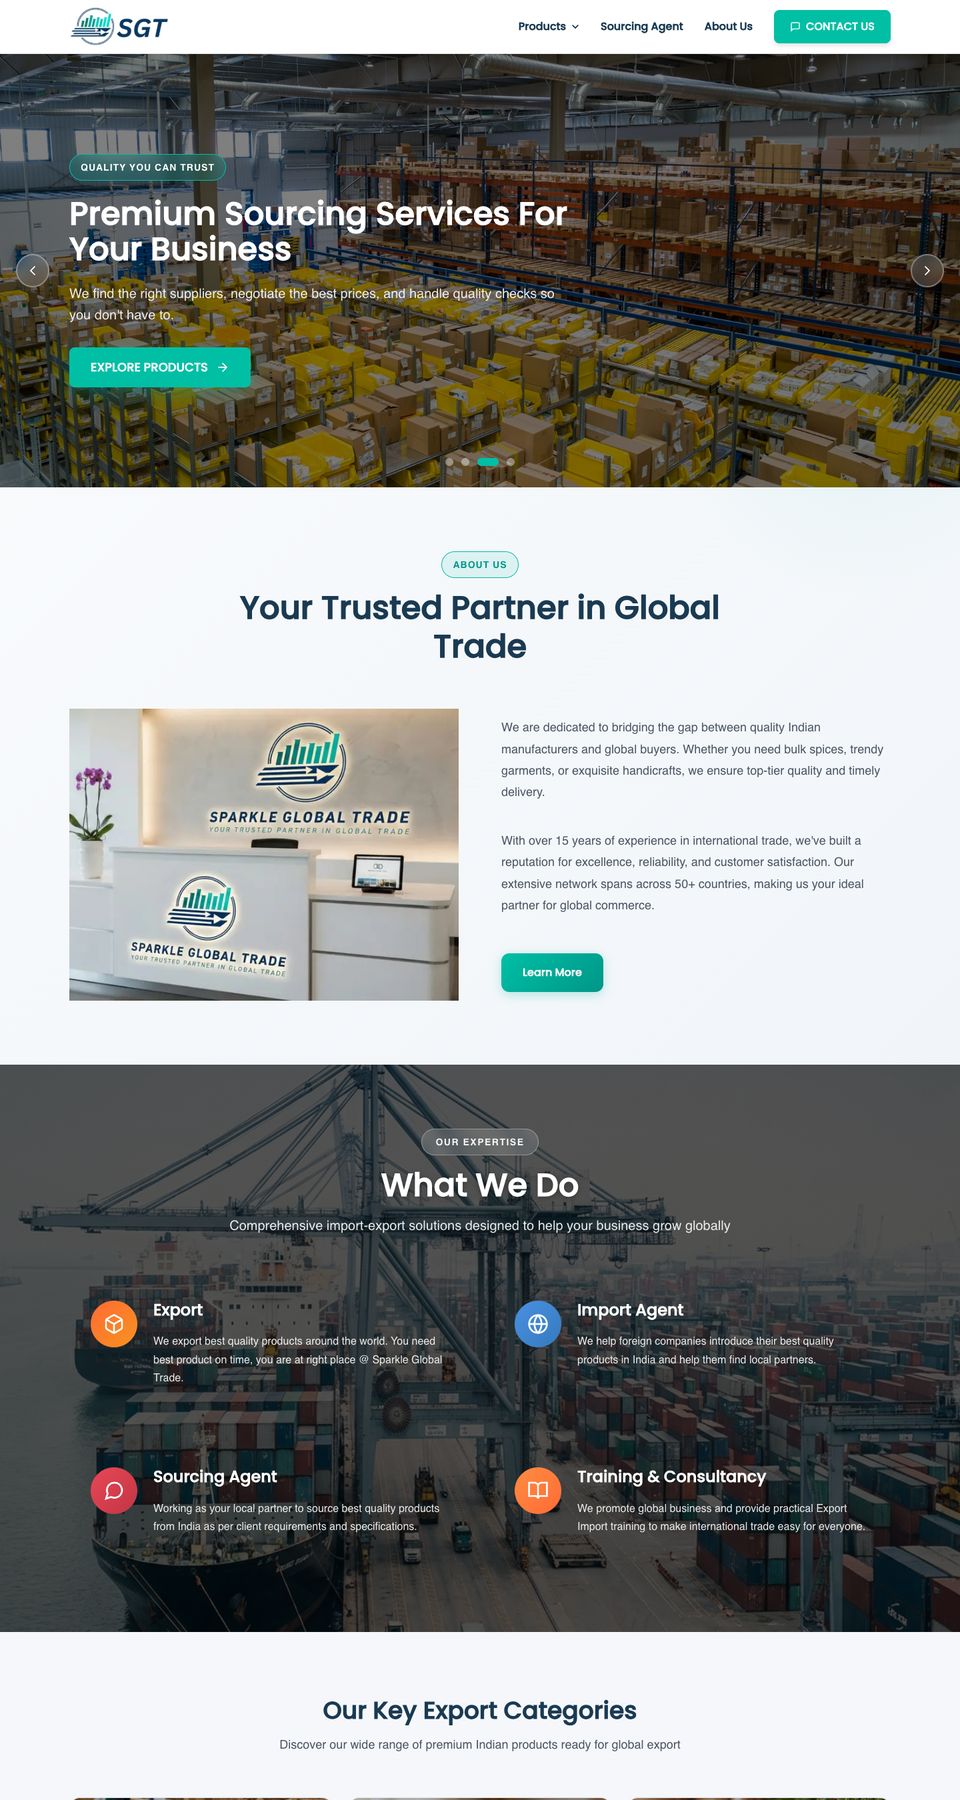 SGT
Products
Sourcing Agent
About Us
CONTACT US
QUALITY YOU CAN TRUST
Premium Sourcing Services For
Your Business
We find the right suppliers, negotiate the best prices, and handle quality checks so
you don't have to.
EXPLORE PRODUCTS
ABOUT US
Your Trusted Partner in Global
Trade
SPARKLE GLOBAL TRADE
YOUR TRUSTED PARTNER IN GLOBAL TRADE
SPARKLE GLOBAL TRADE
YOUR TRUSTED PARTNER IN GLOBAL TRADE
We are dedicated to bridging the gap between quality Indian
manufacturers and global buyers. Whether you need bulk spices, trendy
garments, or exquisite handicrafts, we ensure top-tier quality and timely
delivery.
With over 15 years of experience in international trade, we've built a
reputation for excellence, reliability, and customer satisfaction. Our
extensive network spans across 50+ countries, making us your ideal
partner for global commerce.
Learn More
OUR EXPERTISE
What We Do
Comprehensive import-export solutions designed to help your business grow globally
Export
We export best quality products around the world. You need
best product on time, you are at right place @ Sparkle Global
Trade.
Import Agent
We help foreign companies introduce their best quality
products in India and help them find local partners.
Sourcing Agent
Working as your local partner to source best quality products
from India as per client requirements and specifications.
Training & Consultancy
We promote global business and provide practical Export
Import training to make international trade easy for everyone.
Our Key Export Categories
Discover our wide range of premium Indian products ready for global export